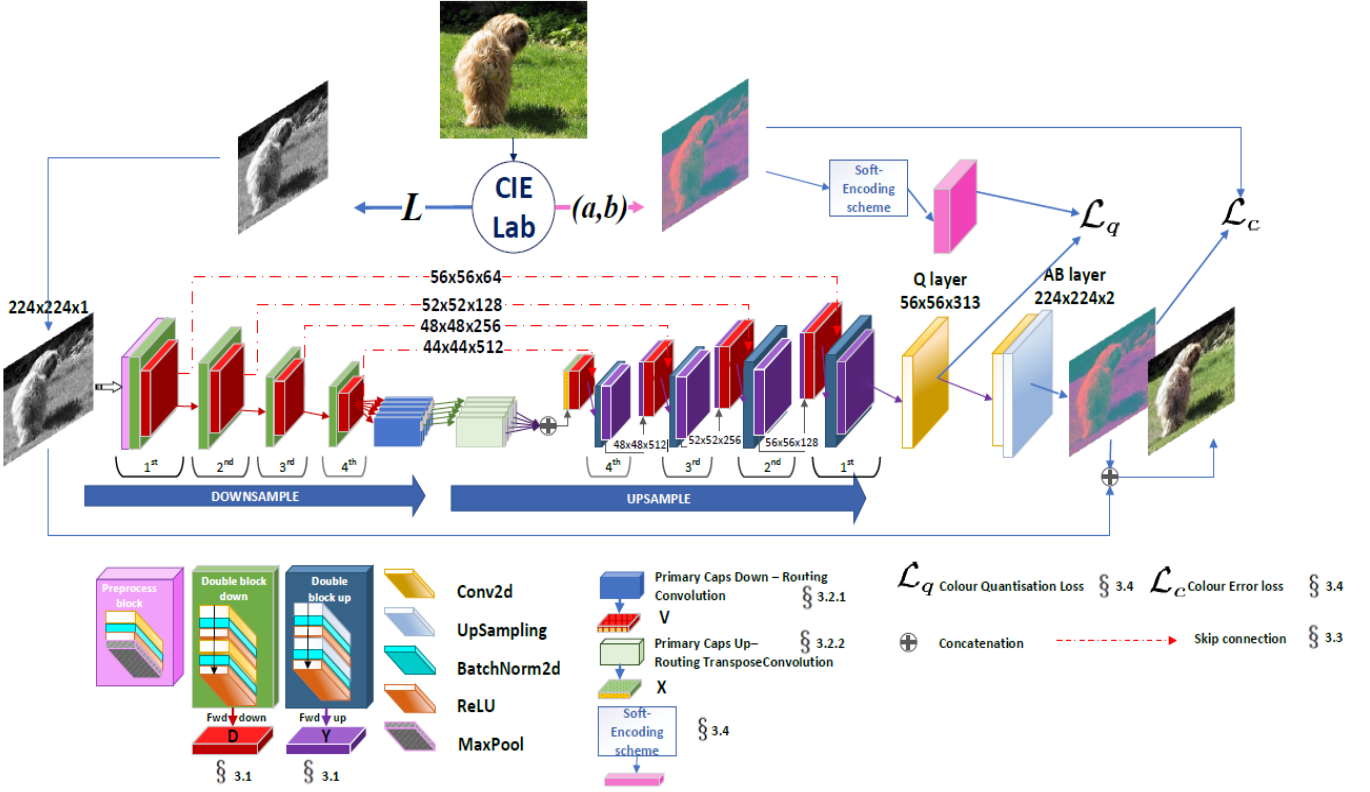 CIE
Lab
L
(a,b)
Soft-
Encoding
scheme
ℒq
ℒc
224x224x1
56x56x64
52x52x128
48x48x256
44x44x512
Q layer
56x56x313
AB layer
224x224x2
48x48x512
52x52x256
56x56x128
1st
2nd
3rd
4th
4th
3rd
2nd
1st
DOWNSAMPLE
UPSAMPLE
Preprocess
block
Double block
down
Fwd down
D
§ 3.1
Double
block up
Fwd up
Y
§ 3.1
Conv2d
UpSampling
BatchNorm2d
ReLU
MaxPool
Primary Caps Down – Routing
Convolution
§ 3.2.1
V
Primary Caps Up–
Routing TransposeConvolution
§ 3.2.2
X
Soft-
Encoding
scheme
§ 3.4
ℒq Colour Quantisation Loss § 3.4
ℒc Colour Error loss § 3.4
Concatenation
Skip connection § 3.3